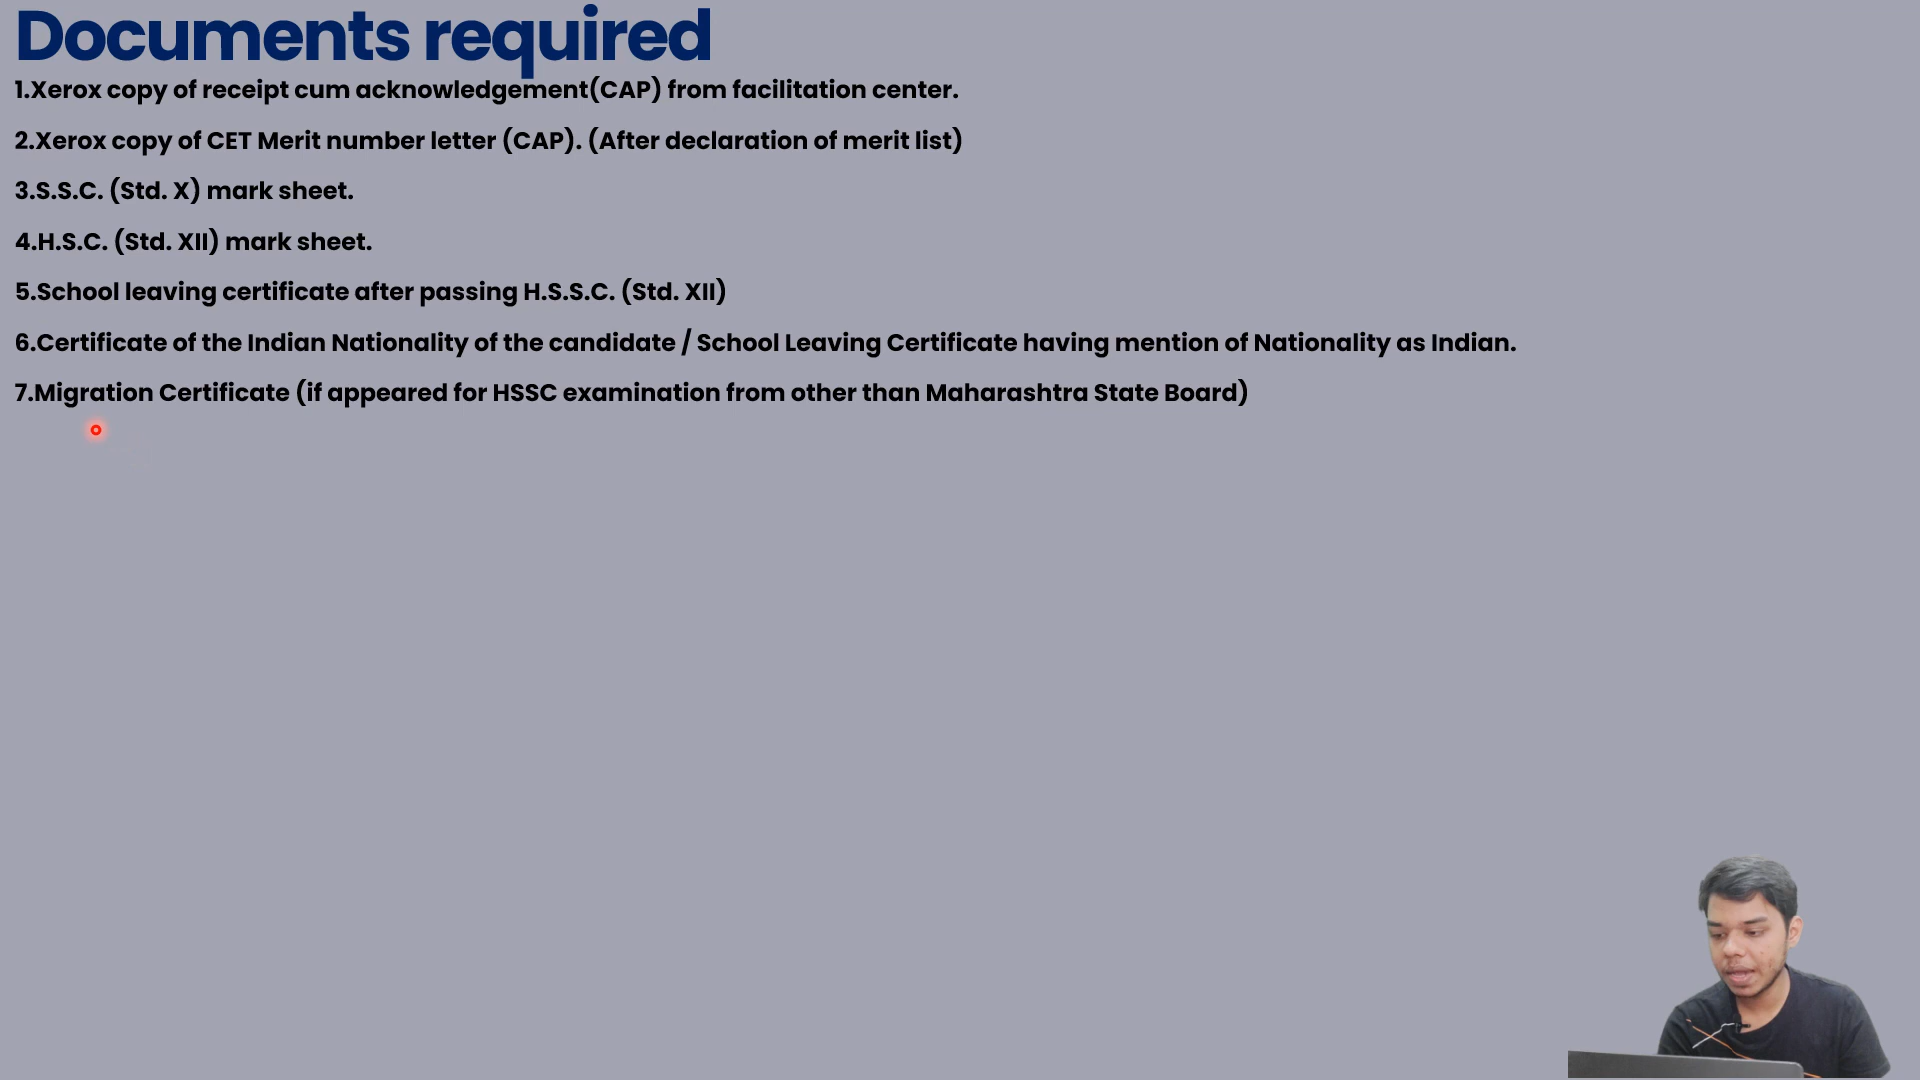 Documents required
1.Xerox copy of receipt cum acknowledgement(CAP) from facilitation center.
2.Xerox copy of CET Merit number letter (CAP). (After declaration of merit list)
3.S.S.C. (Std. X) mark sheet.
4.H.S.C. (Std. XII) mark sheet.
5.School leaving certificate after passing H.S.S.C. (Std. XII)
6.Certificate of the Indian Nationality of the candidate / School Leaving Certificate having mention of Nationality as Indian.
7.Migration Certificate (if appeared for HSSC examination from other than Maharashtra State Board)